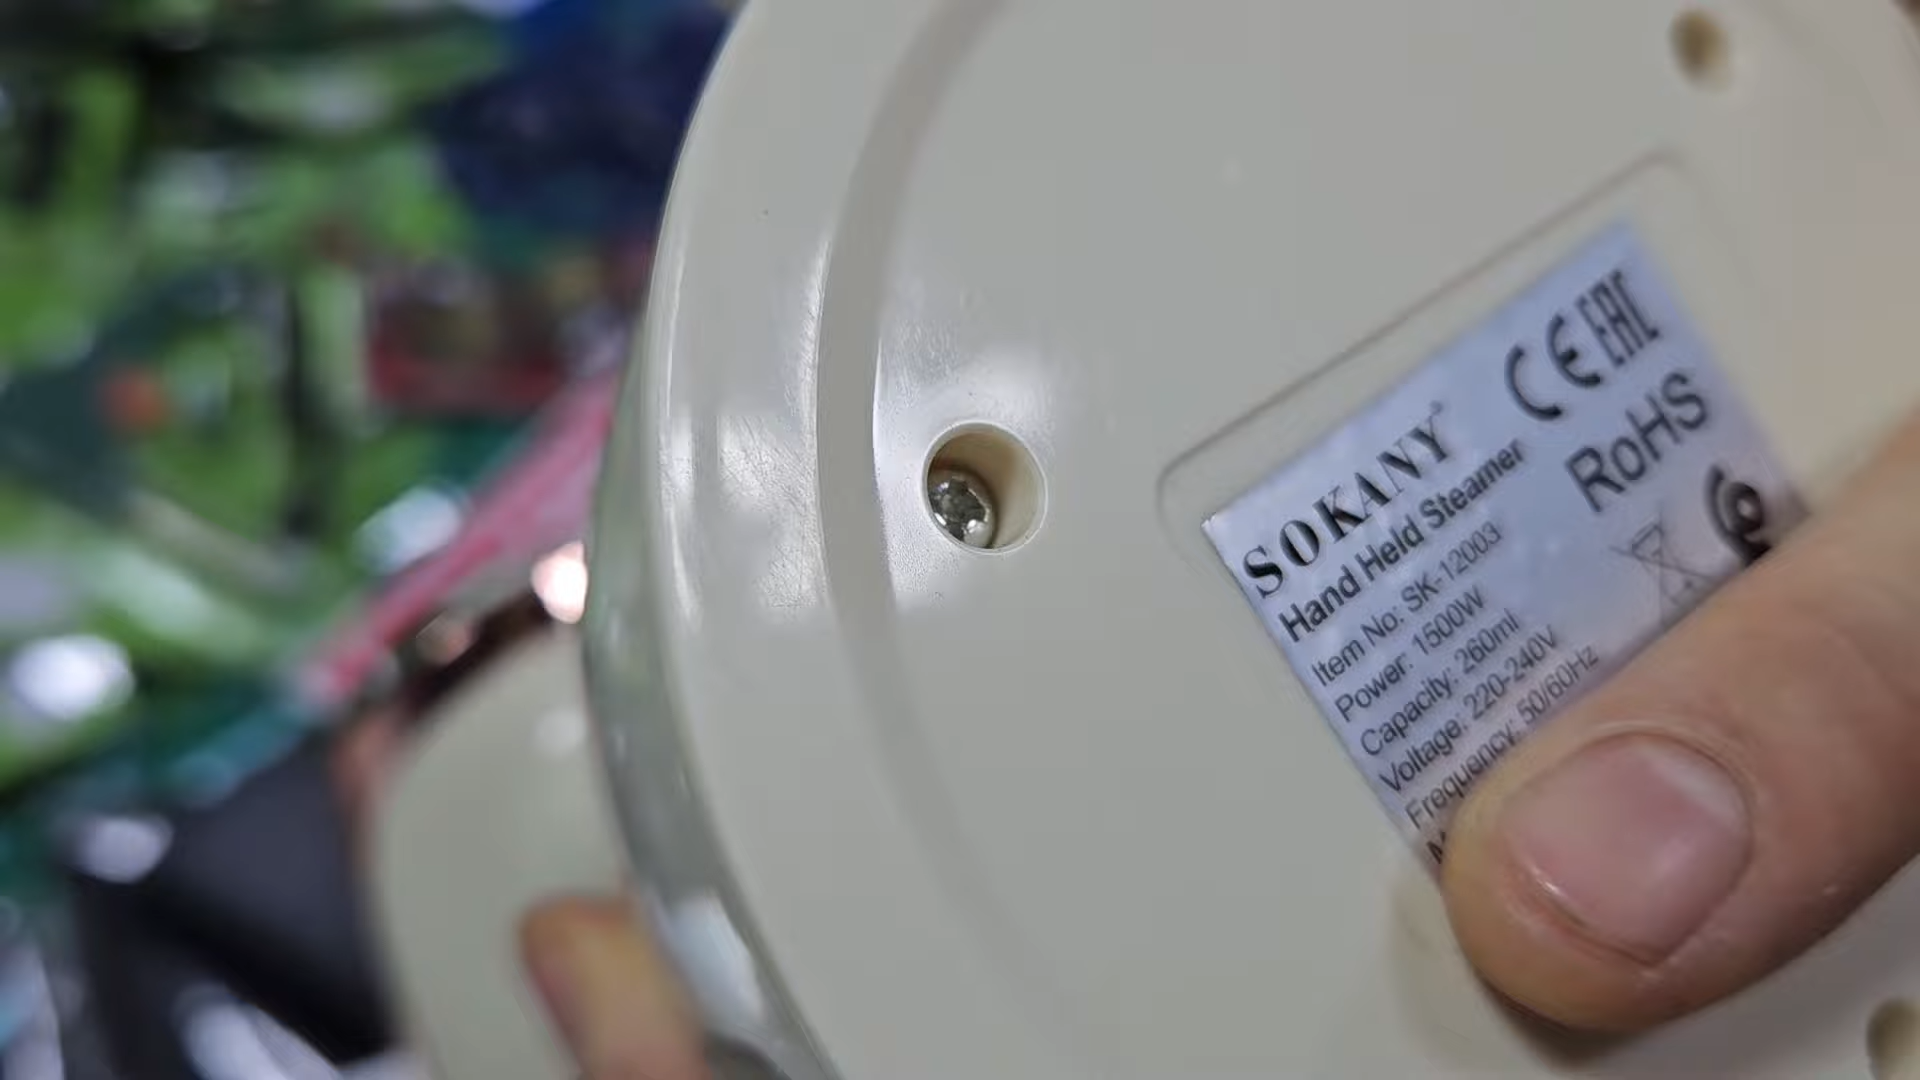 SOKANY
Hand Held Steamer
CE EAC
RoHS
Item No: SK-12003
Power: 1500W
Capacity: 260ml
Voltage: 220-240V
Frequency: 50/60Hz